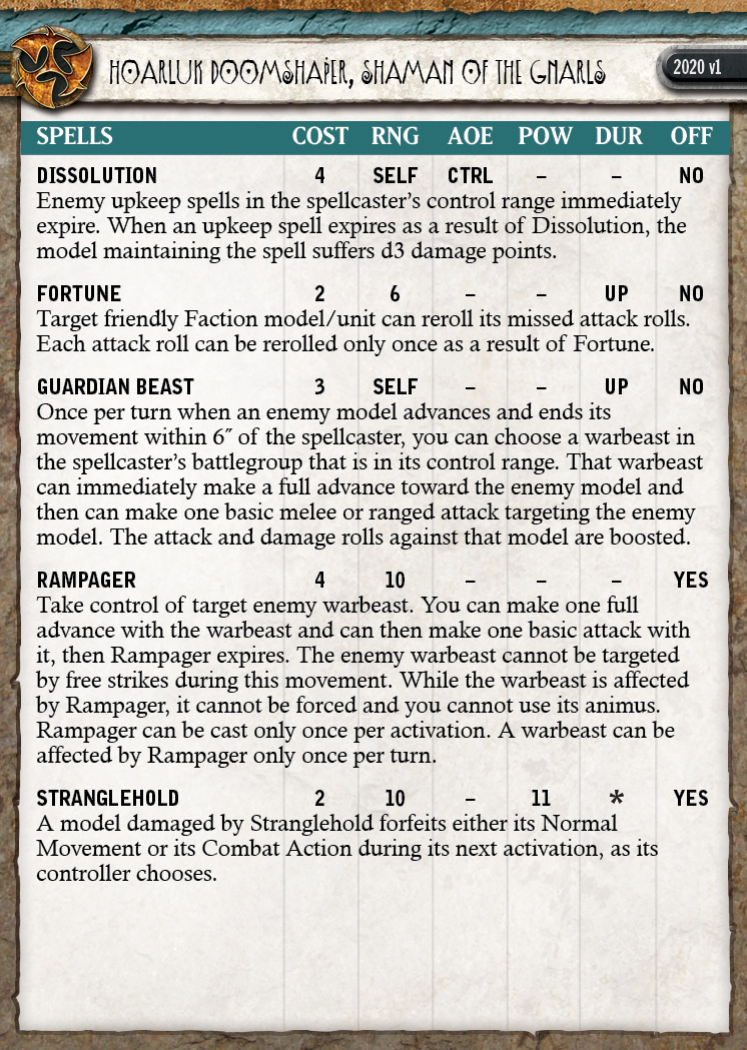 HOARLUK DOOMSHAPER, SHAMAN OF THE GNARLS
2020 v1
SPELLS COST RNG AOE POW DUR OFF
DISSOLUTION 4 SELF CTRL – – NO
Enemy upkeep spells in the spellcaster's control range immediately
expire. When an upkeep spell expires as a result of Dissolution, the
model maintaining the spell suffers d3 damage points.
FORTUNE 2 6 – – UP NO
Target friendly Faction model/unit can reroll its missed attack rolls.
Each attack roll can be rerolled only once as a result of Fortune.
GUARDIAN BEAST 3 SELF – – UP NO
Once per turn when an enemy model advances and ends its
movement within 6˝ of the spellcaster, you can choose a warbeast in
the spellcaster's battlegroup that is in its control range. That warbeast
can immediately make a full advance toward the enemy model and
then can make one basic melee or ranged attack targeting the enemy
model. The attack and damage rolls against that model are boosted.
RAMPAGER 4 10 – – – YES
Take control of target enemy warbeast. You can make one full
advance with the warbeast and can then make one basic attack with
it, then Rampager expires. The enemy warbeast cannot be targeted
by free strikes during this movement. While the warbeast is affected
by Rampager, it cannot be forced and you cannot use its animus.
Rampager can be cast only once per activation. A warbeast can be
affected by Rampager only once per turn.
STRANGLEHOLD 2 10 – 11 * YES
A model damaged by Stranglehold forfeits either its Normal
Movement or its Combat Action during its next activation, as its
controller chooses.